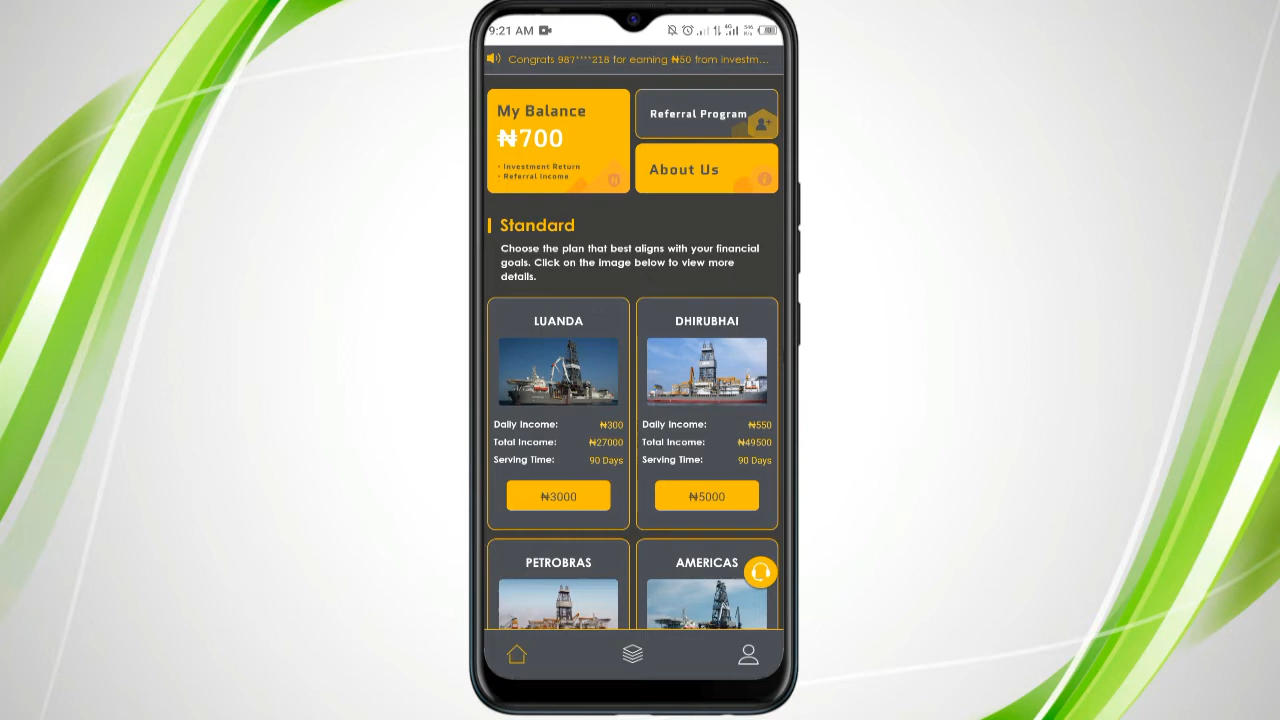 9:21 AM
4G
546
K/s
Congrats 987****218 for earning ₦50 from investm...
My Balance
₦700
• Investment Return
• Referral Income
Referral Program
About Us
Standard
Choose the plan that best aligns with your financial
goals. Click on the image below to view more
details.
LUANDA
Daily Income: ₦300
Total Income: ₦27000
Serving Time: 90 Days
₦3000
DHIRUBHAI
Daily Income: ₦550
Total Income: ₦49500
Serving Time: 90 Days
₦5000
PETROBRAS
AMERICAS